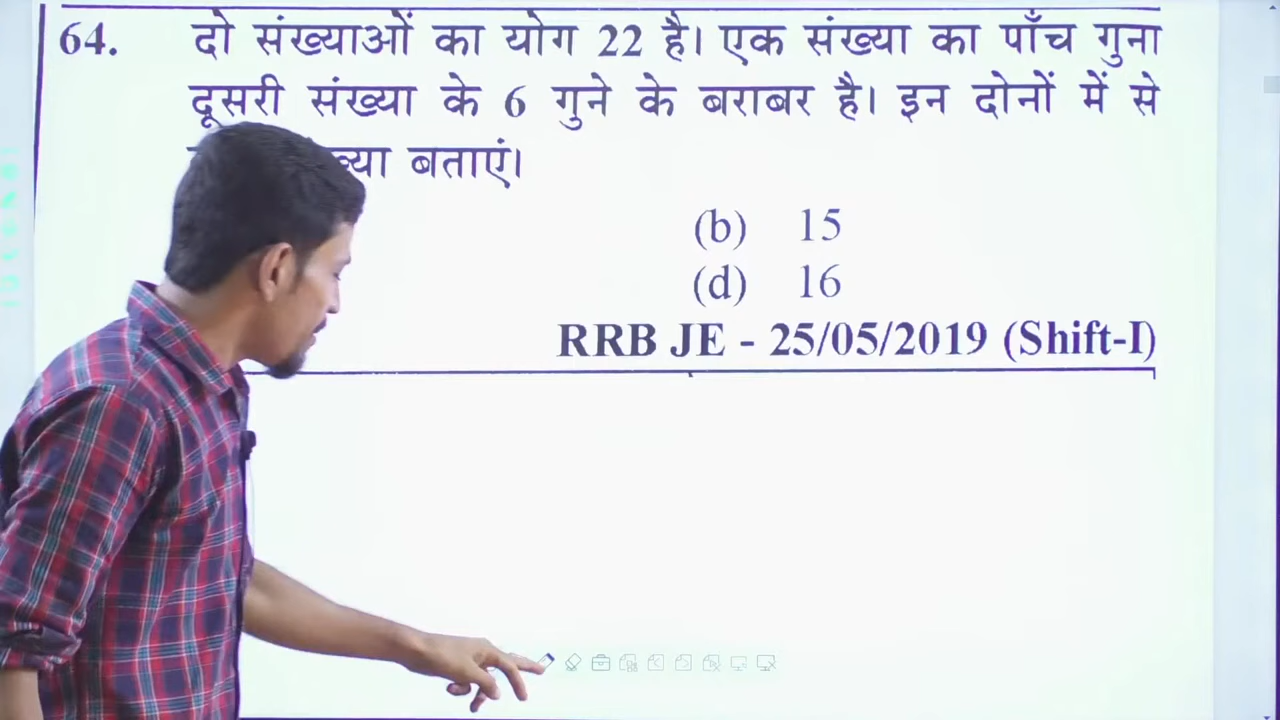 64. दो संख्याओं का योग 22 है। एक संख्या का पाँच गुना
दूसरी संख्या के 6 गुने के बराबर है। इन दोनों में से
बताएं।
(b) 15
(d) 16
RRB JE - 25/05/2019 (Shift-I)